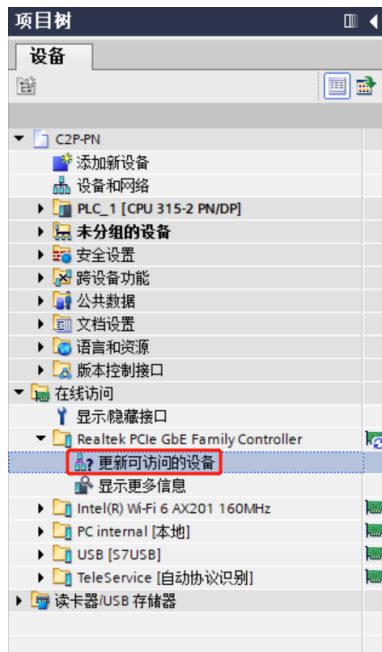 项目树
设备
C2P-PN
添加新设备
设备和网络
PLC_1 [CPU 315-2 PN/DP]
未分组的设备
安全设置
跨设备功能
公共数据
文档设置
语言和资源
版本控制接口
在线访问
显示/隐藏接口
Realtek PCIe GbE Family Controller
更新可访问的设备
显示更多信息
Intel(R) Wi-Fi 6 AX201 160MHz
PC internal [本地]
USB [S7USB]
TeleService [自动协议识别]
读卡器/USB 存储器